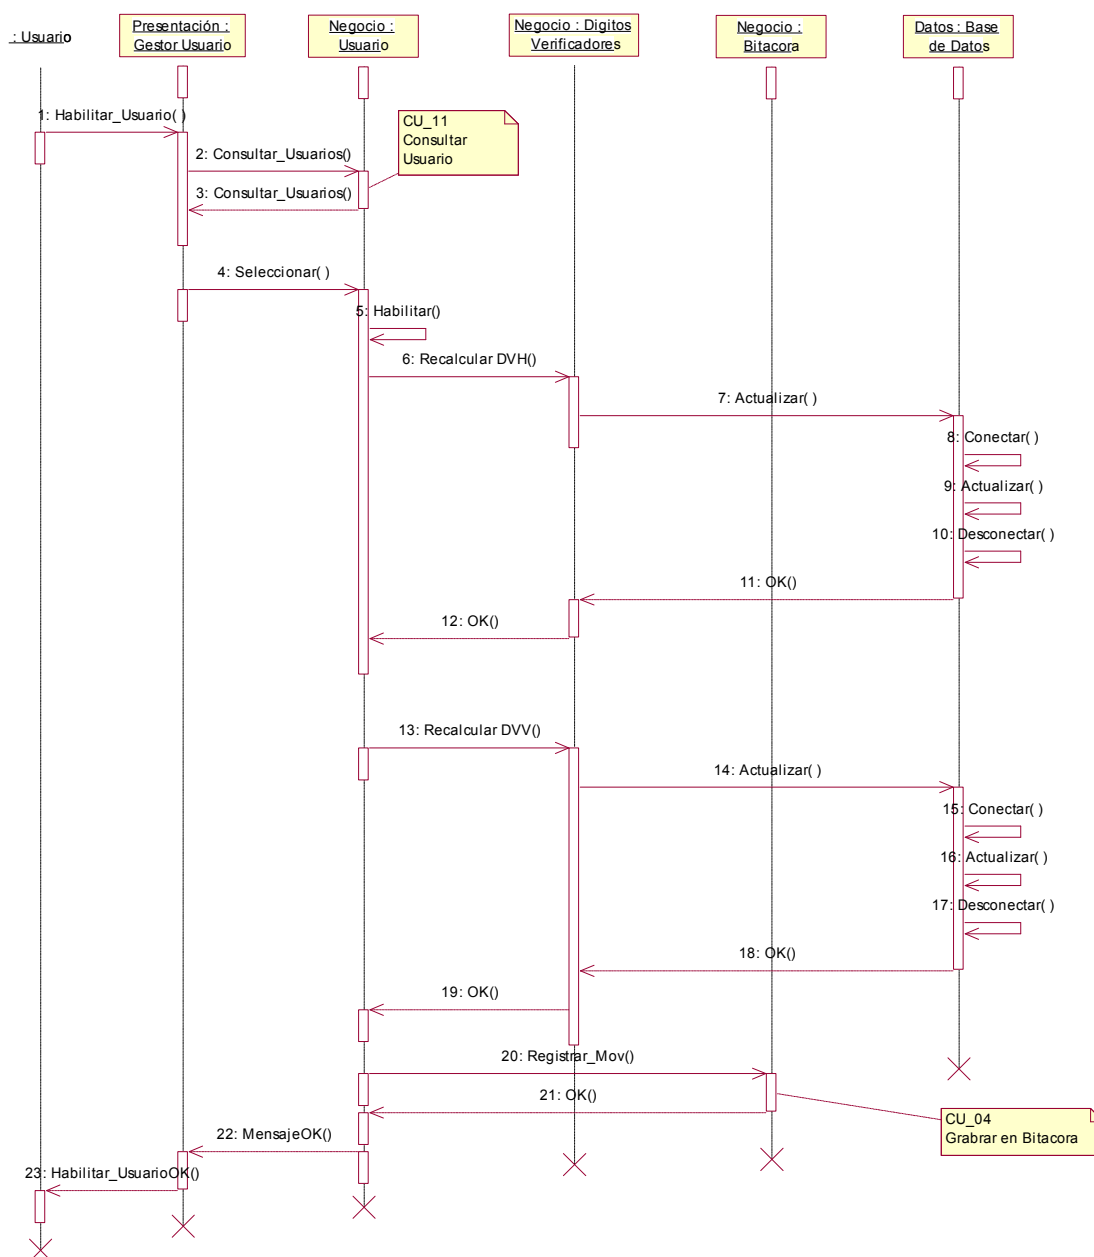 : Usuario
Presentación :
Gestor Usuario
Negocio :
Usuario
Negocio : Digitos
Verificadores
Negocio :
Bitacora
Datos : Base
de Datos
1: Habilitar_Usuario( )
CU_11
Consultar
Usuario
2: Consultar_Usuarios()
3: Consultar_Usuarios()
4: Seleccionar( )
5: Habilitar()
6: Recalcular DVH()
7: Actualizar( )
8: Conectar( )
9: Actualizar( )
10: Desconectar( )
11: OK()
12: OK()
13: Recalcular DVV()
14: Actualizar( )
15: Conectar( )
16: Actualizar( )
17: Desconectar( )
18: OK()
19: OK()
20: Registrar_Mov()
21: OK()
CU_04
Grabrar en Bitacora
22: MensajeOK()
23: Habilitar_UsuarioOK()